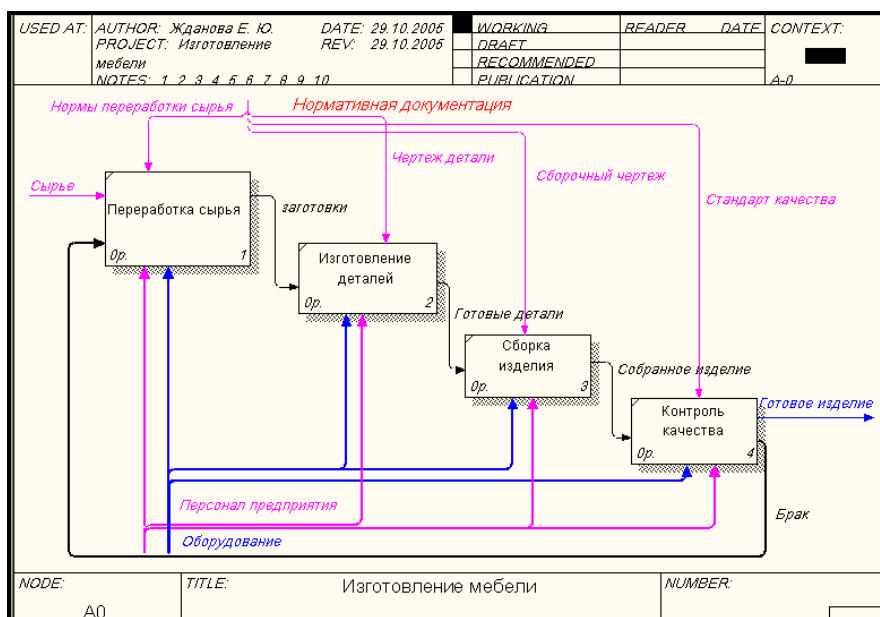 USED AT:
AUTHOR: Жданова Е. Ю.
DATE: 29.10.2005
PROJECT: Изготовление
мебели
REV: 29.10.2005
NOTES: 1 2 3 4 5 6 7 8 9 10
WORKING
DRAFT
RECOMMENDED
PUBLICATION
READER
DATE
CONTEXT:
A-0
Нормы переработки сырья
Нормативная документация
Чертеж детали
Сборочный чертеж
Стандарт качества
Сырье
Переработка сырья
0р.
1
заготовки
Изготовление
деталей
0р.
2
Готовые детали
Сборка
изделия
0р.
3
Собранное изделие
Контроль
качества
0р.
4
Готовое изделие
Брак
Персонал предприятия
Оборудование
NODE:
A0
TITLE:
Изготовление мебели
NUMBER: